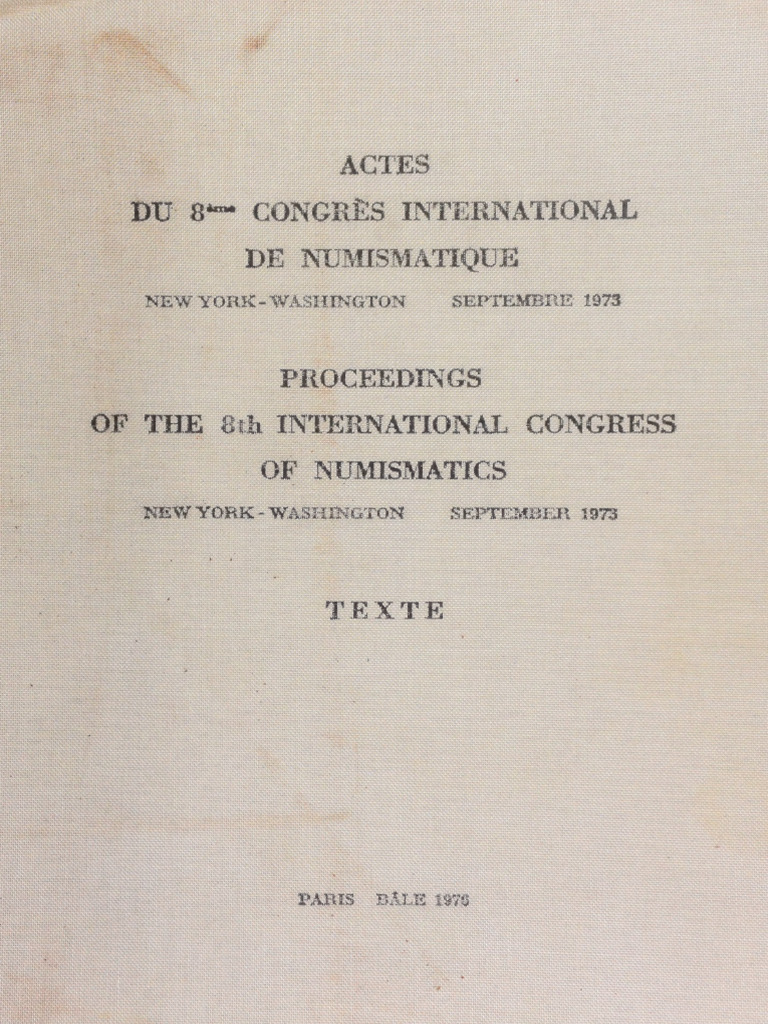 ACTES
DU 8ème CONGRÈS INTERNATIONAL
DE NUMISMATIQUE
NEW YORK-WASHINGTON SEPTEMBRE 1973
PROCEEDINGS
OF THE 8th INTERNATIONAL CONGRESS
OF NUMISMATICS
NEW YORK-WASHINGTON SEPTEMBER 1973
TEXTE
PARIS BÂLE 1976